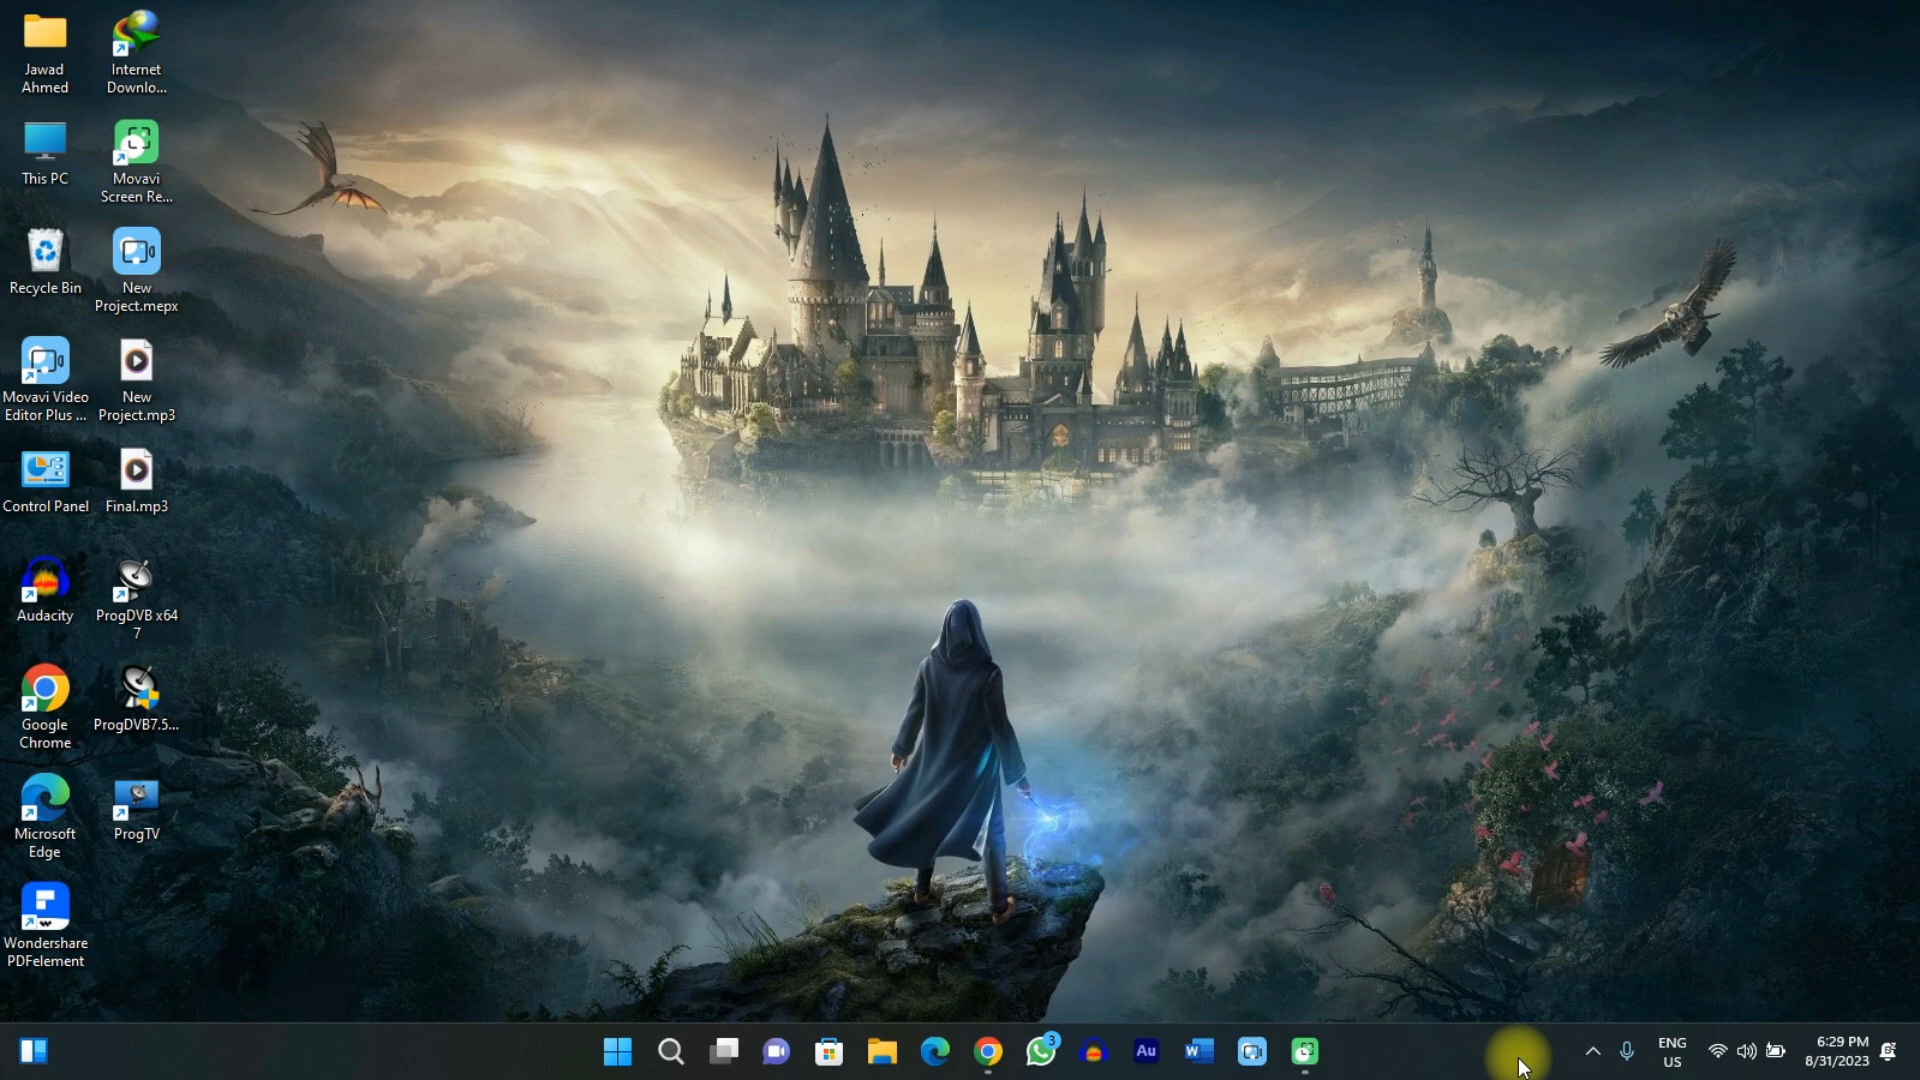 Jawad
Ahmed
Internet
Downlo...
This PC
Movavi
Screen Re...
Recycle Bin
New
Project.mepx
Movavi Video
Editor Plus ...
New
Project.mp3
Control Panel
Final.mp3
Audacity
ProgDVB x64
7
Google
Chrome
ProgDVB7.5...
Microsoft
Edge
ProgTV
Wondershare
PDFelement
3
Au
W
ENG
US
6:29 PM
8/31/2023